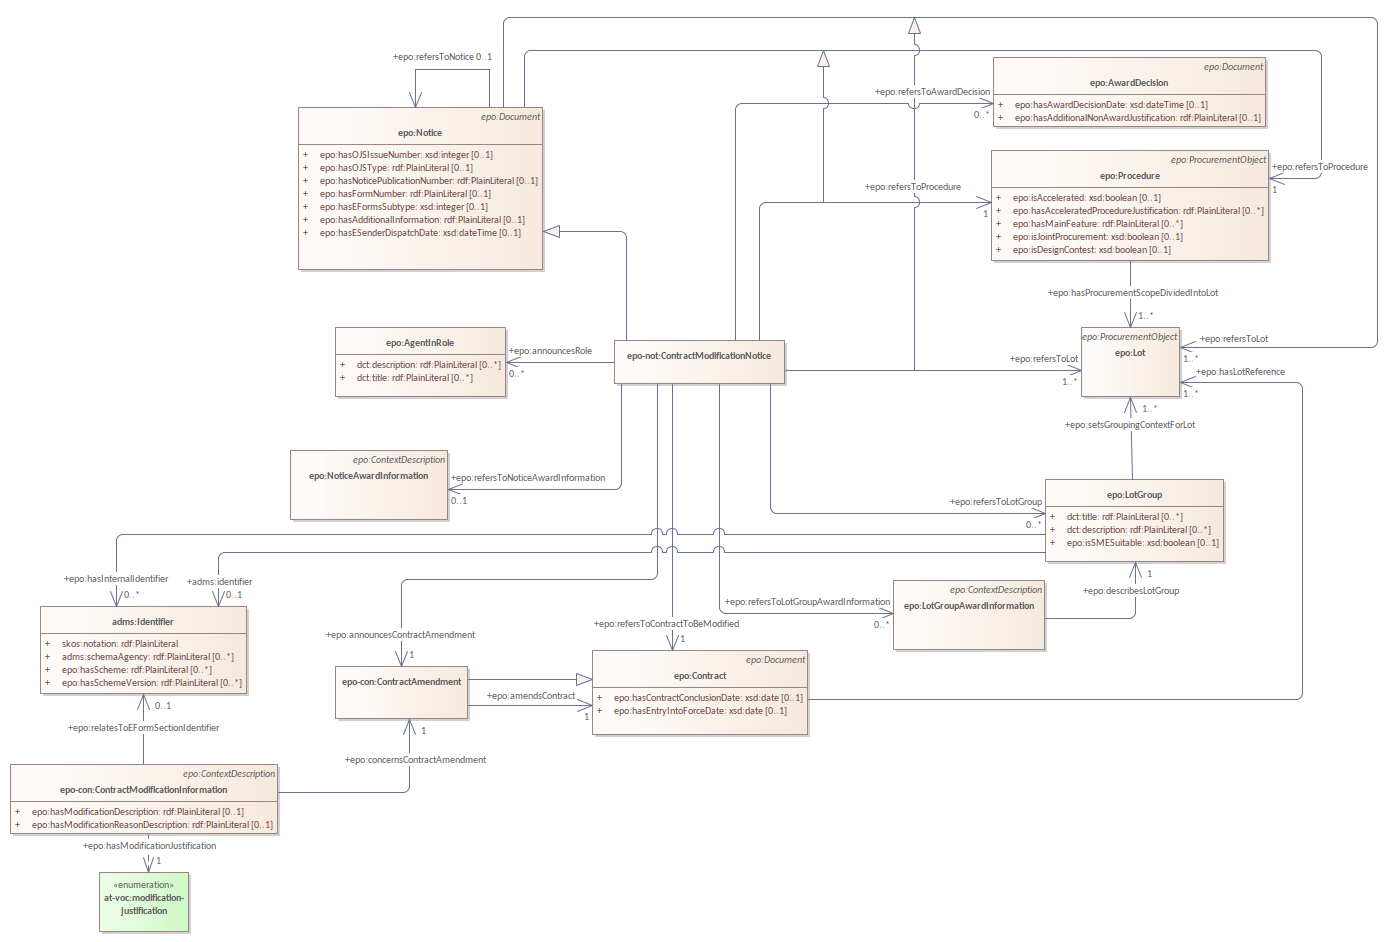 +epo:refersToNotice 0..1
epo:Document
epo:Notice
+ epo:hasOJSIssueNumber: xsd:integer [0..1]
+ epo:hasOJSType: rdf:PlainLiteral [0..1]
+ epo:hasNoticePublicationNumber: rdf:PlainLiteral [0..1]
+ epo:hasFormNumber: rdf:PlainLiteral [0..1]
+ epo:hasEFormsSubtype: xsd:integer [0..1]
+ epo:hasAdditionalInformation: rdf:PlainLiteral [0..1]
+ epo:hasESenderDispatchDate: xsd:dateTime [0..1]
+epo:refersToAwardDecision
0..*
epo:Document
epo:AwardDecision
+ epo:hasAwardDecisionDate: xsd:dateTime [0..1]
+ epo:hasAdditionalNonAwardJustification: rdf:PlainLiteral [0..1]
+epo:refersToProcedure
1
+epo:refersToProcedure
1
epo:ProcurementObject
epo:Procedure
+ epo:isAccelerated: xsd:boolean [0..1]
+ epo:hasAcceleratedProcedureJustification: rdf:PlainLiteral [0..*]
+ epo:hasMainFeature: rdf:PlainLiteral [0..*]
+ epo:isJointProcurement: xsd:boolean [0..1]
+ epo:isDesignContest: xsd:boolean [0..1]
+epo:hasProcurementScopeDividedIntoLot
1..*
epo:AgentInRole
+ dct:description: rdf:PlainLiteral [0..*]
+ dct:title: rdf:PlainLiteral [0..*]
+epo:announcesRole
0..*
epo-not:ContractModificationNotice
+epo:refersToLot
1..*
epo:ProcurementObject
epo:Lot
+epo:refersToLot
1..*
+epo:hasLotReference
1..*
1..*
+epo:setsGroupingContextForLot
epo:ContextDescription
epo:NoticeAwardInformation
+epo:refersToNoticeAwardInformation
0..1
+epo:refersToLotGroup
0..*
epo:LotGroup
+ dct:title: rdf:PlainLiteral [0..*]
+ dct:description: rdf:PlainLiteral [0..*]
+ epo:isSMESuitable: xsd:boolean [0..1]
+epo:hasInternalIdentifier
0..*
+adms:identifier
0..1
1
+epo:describesLotGroup
epo:ContextDescription
epo:LotGroupAwardInformation
+epo:refersToLotGroupAwardInformation
0..*
adms:Identifier
+ skos:notation: rdf:PlainLiteral
+ adms:schemaAgency: rdf:PlainLiteral [0..*]
+ epo:hasScheme: rdf:PlainLiteral [0..*]
+ epo:hasSchemeVersion: rdf:PlainLiteral [0..*]
+epo:announcesContractAmendment
1
+epo:refersToContractToBeModified
1
epo-con:ContractAmendment
+epo:amendsContract
1
epo:Document
epo:Contract
+ epo:hasContractConclusionDate: xsd:date [0..1]
+ epo:hasEntryIntoForceDate: xsd:date [0..1]
0..1
+epo:relatesToEFormSectionIdentifier
1
+epo:concernsContractAmendment
epo:ContextDescription
epo-con:ContractModificationInformation
+ epo:hasModificationDescription: rdf:PlainLiteral [0..1]
+ epo:hasModificationReasonDescription: rdf:PlainLiteral [0..1]
+epo:hasModificationJustification
1
«enumeration»
at-voc:modification-
justification